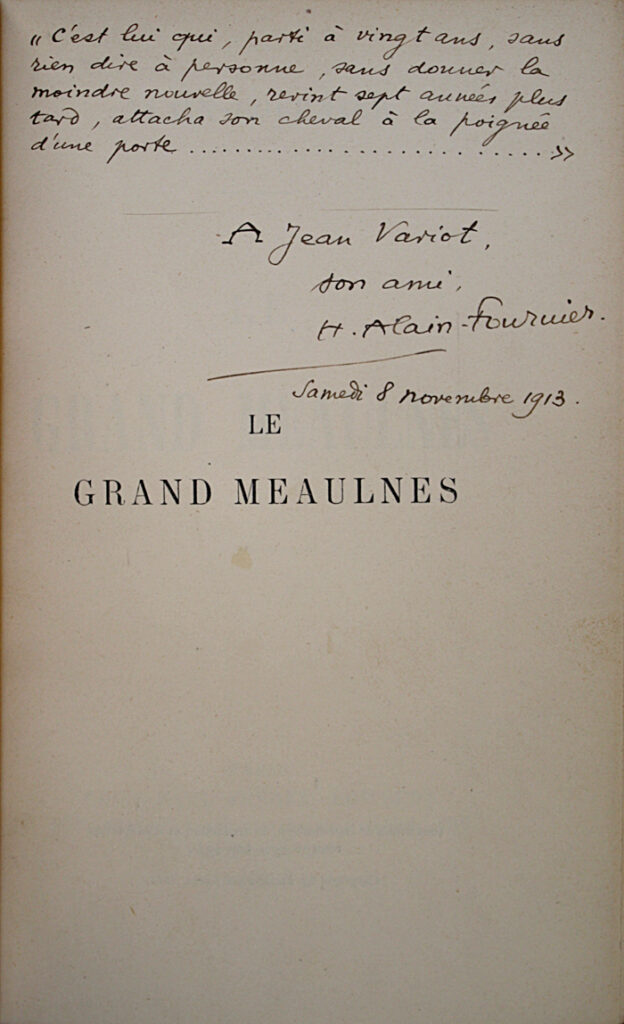 « C'est lui qui, parti à vingt ans, sans
rien dire à personne, sans donner la
moindre nouvelle, revint sept années plus
tard, attacha son cheval à la poignée
d'une porte ................................. »
A Jean Variot,
son ami,
H. Alain-Fournier.
Samedi 8 novembre 1913.
LE
GRAND MEAULNES